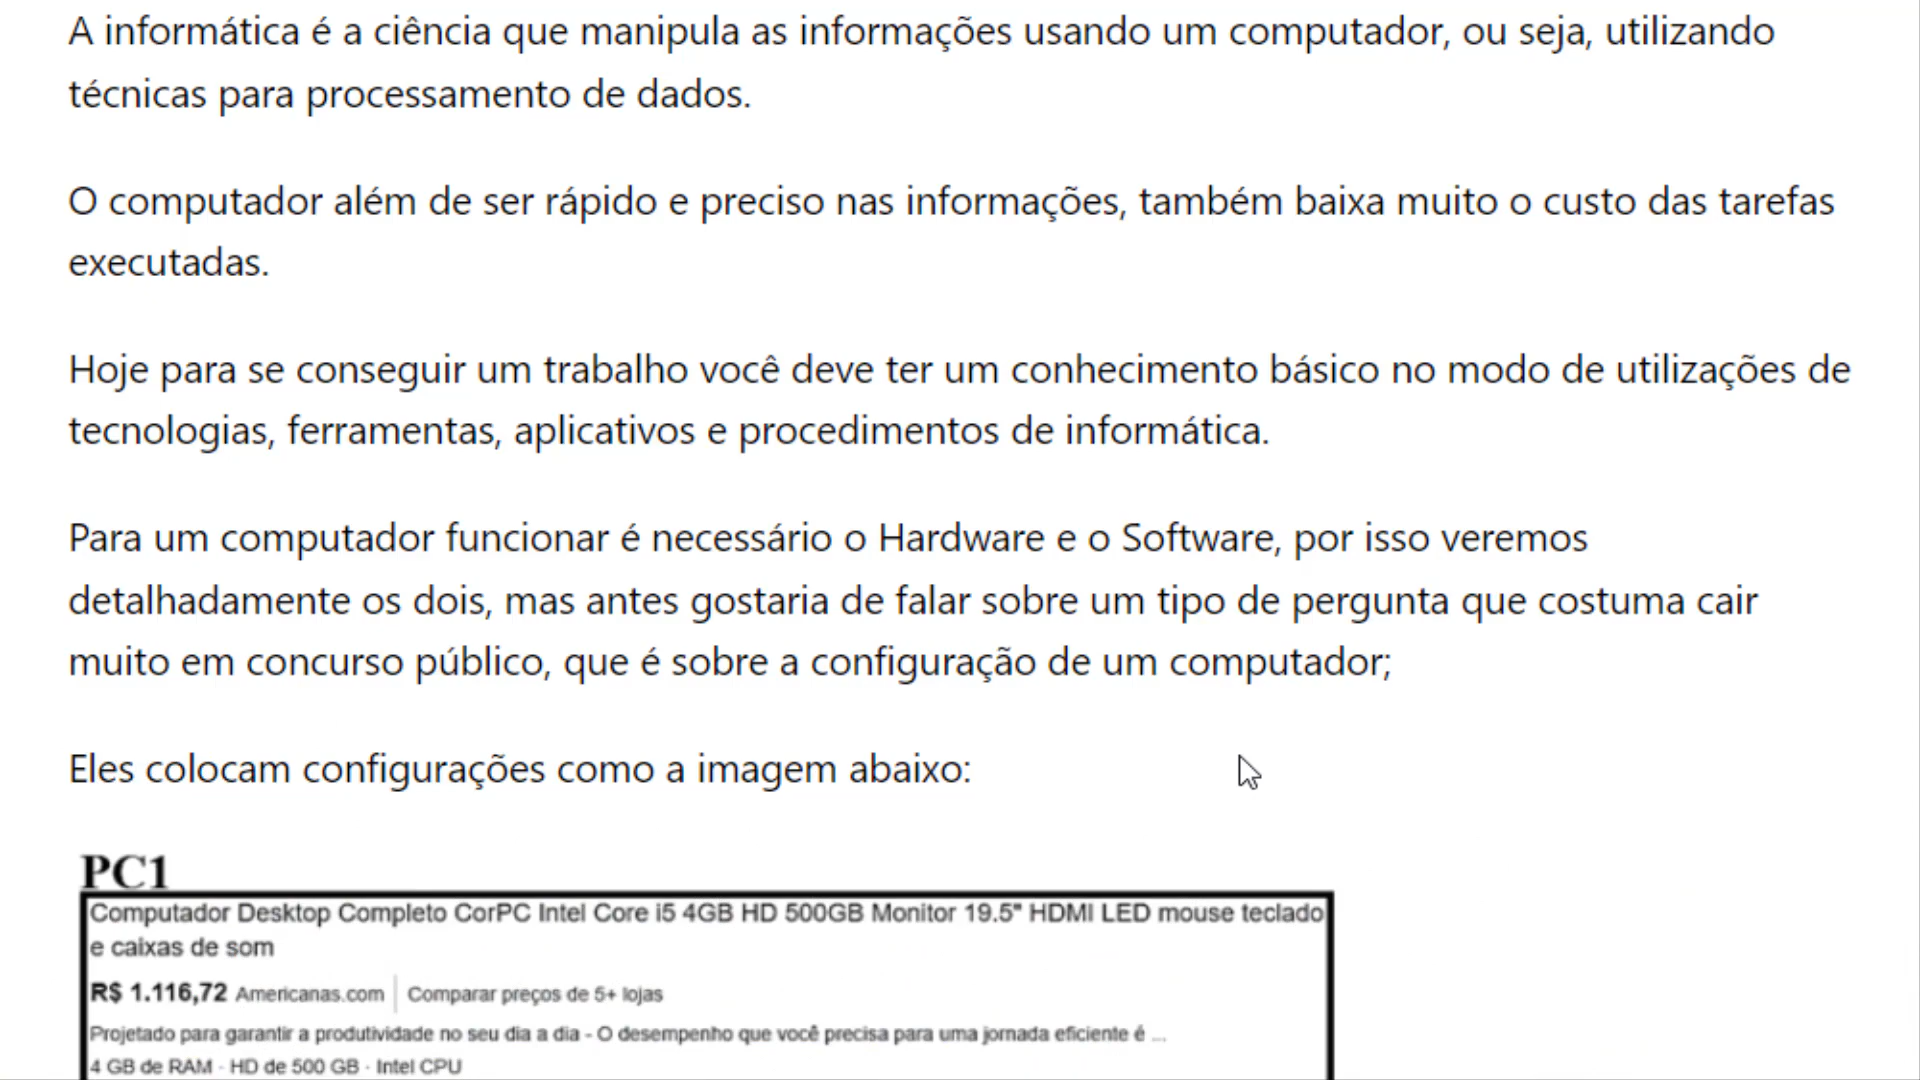 A informática é a ciência que manipula as informações usando um computador, ou seja, utilizando
técnicas para processamento de dados.
O computador além de ser rápido e preciso nas informações, também baixa muito o custo das tarefas
executadas.
Hoje para se conseguir um trabalho você deve ter um conhecimento básico no modo de utilizações de
tecnologias, ferramentas, aplicativos e procedimentos de informática.
Para um computador funcionar é necessário o Hardware e o Software, por isso veremos
detalhadamente os dois, mas antes gostaria de falar sobre um tipo de pergunta que costuma cair
muito em concurso público, que é sobre a configuração de um computador;
Eles colocam configurações como a imagem abaixo:
PC1
Computador Desktop Completo CorPC Intel Core i5 4GB HD 500GB Monitor 19.5" HDMI LED mouse teclado
e caixas de som
R$ 1.116,72 Americanas.com Comparar preços de 5+ lojas
Projetado para garantir a produtividade no seu dia a dia - O desempenho que você precisa para uma jornada eficiente é ...
4 GB de RAM · HD de 500 GB · Intel CPU